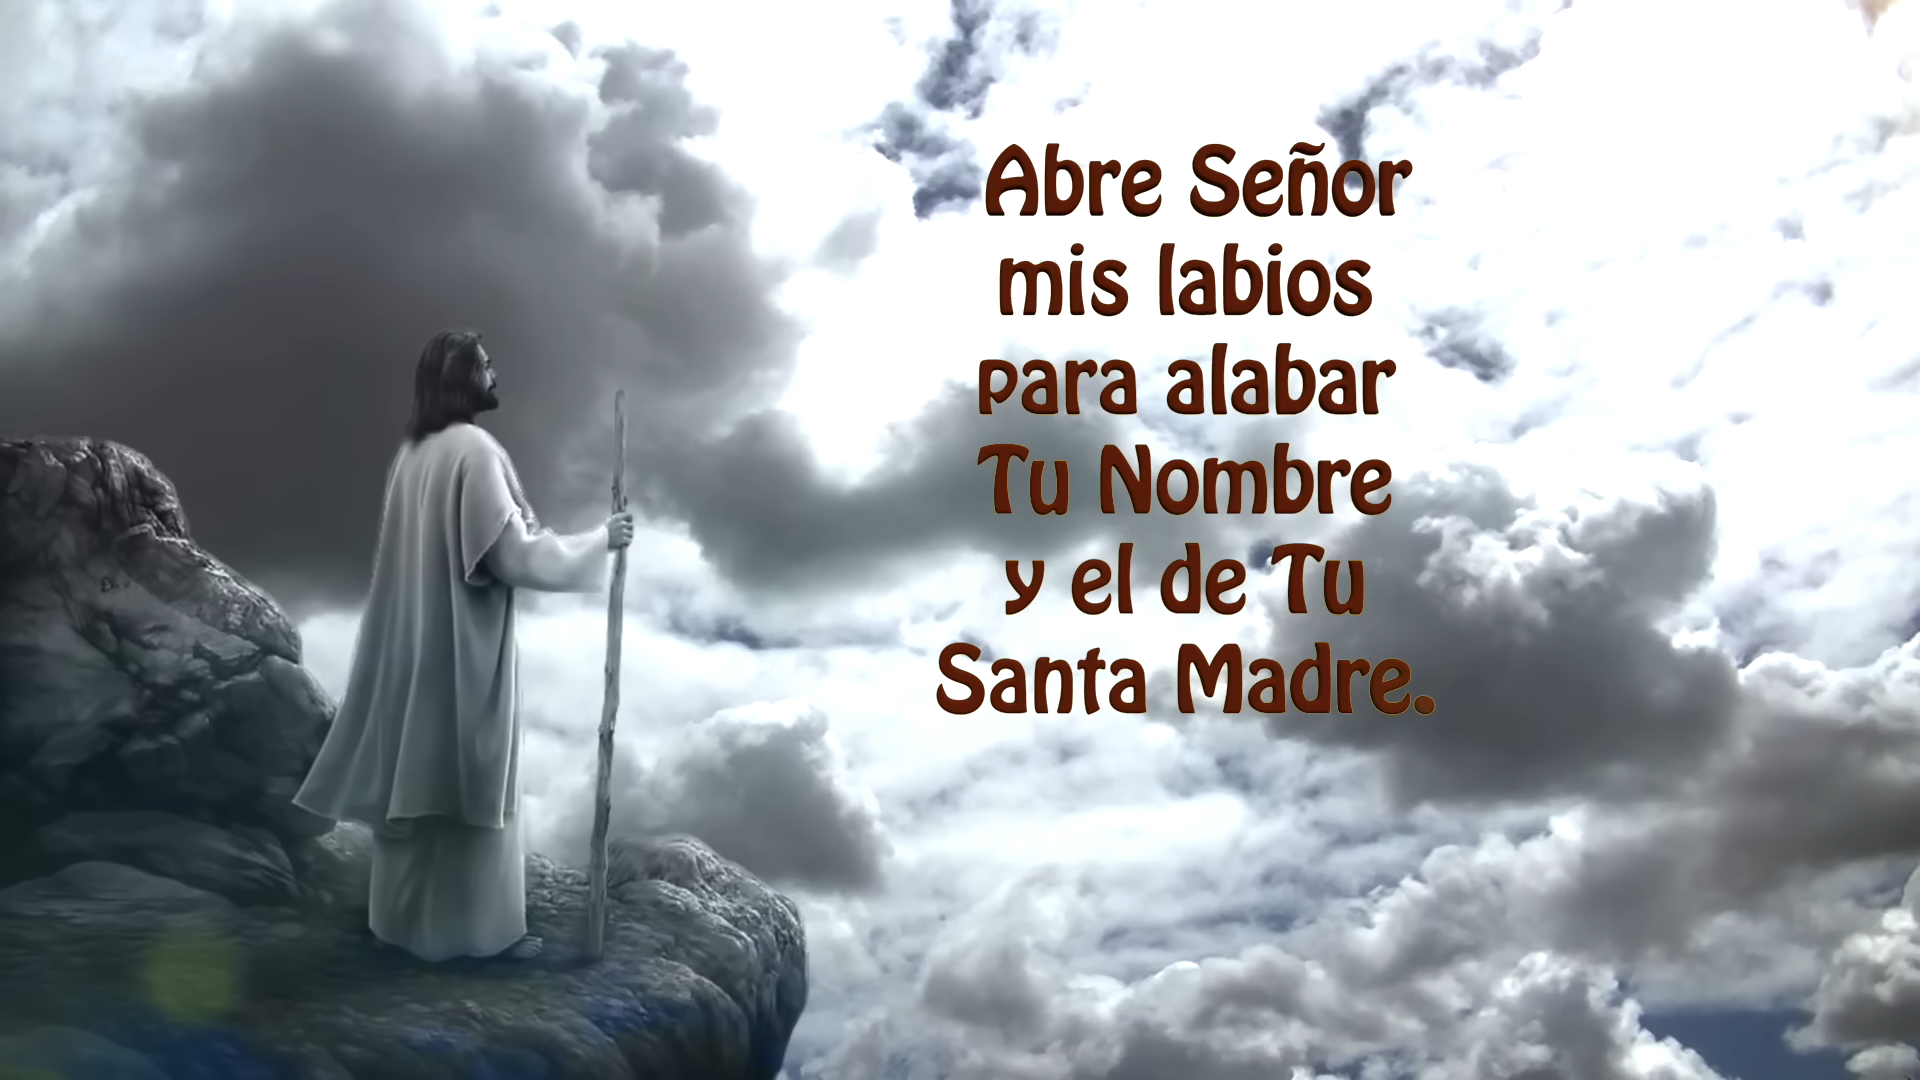 Abre Señor
mis labios
para alabar
Tu Nombre
y el de Tu
Santa Madre.